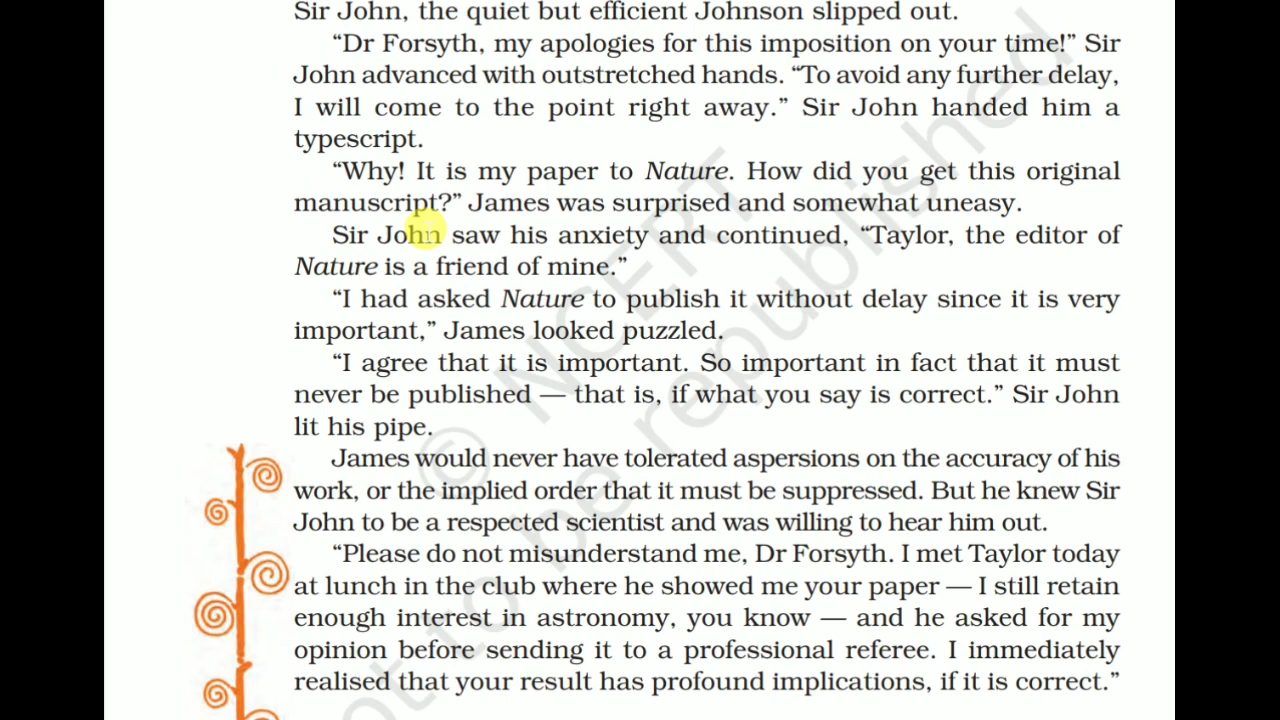 Sir John, the quiet but efficient Johnson slipped out.
“Dr Forsyth, my apologies for this imposition on your time!” Sir
John advanced with outstretched hands. “To avoid any further delay,
I will come to the point right away.” Sir John handed him a
typescript.
“Why! It is my paper to Nature. How did you get this original
manuscript?” James was surprised and somewhat uneasy.
Sir John saw his anxiety and continued, “Taylor, the editor of
Nature is a friend of mine.”
“I had asked Nature to publish it without delay since it is very
important,” James looked puzzled.
“I agree that it is important. So important in fact that it must
never be published — that is, if what you say is correct.” Sir John
lit his pipe.
James would never have tolerated aspersions on the accuracy of his
work, or the implied order that it must be suppressed. But he knew Sir
John to be a respected scientist and was willing to hear him out.
“Please do not misunderstand me, Dr Forsyth. I met Taylor today
at lunch in the club where he showed me your paper — I still retain
enough interest in astronomy, you know — and he asked for my
opinion before sending it to a professional referee. I immediately
realised that your result has profound implications, if it is correct.”
© NCERT
not to be republished